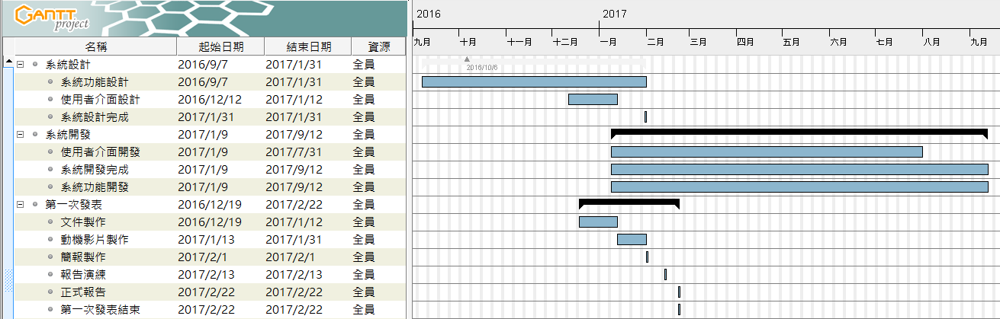 GANTT project
2016 2017
九月 十月 十一月 十二月 一月 二月 三月 四月 五月 六月 七月 八月 九月
名稱 起始日期 結束日期 資源
系統設計 2016/9/7 2017/1/31 全員
2016/10/6
系統功能設計 2016/9/7 2017/1/31 全員
使用者介面設計 2016/12/12 2017/1/12 全員
系統設計完成 2017/1/31 2017/1/31 全員
系統開發 2017/1/9 2017/9/12 全員
使用者介面開發 2017/1/9 2017/7/31 全員
系統開發完成 2017/1/9 2017/9/12 全員
系統功能開發 2017/1/9 2017/9/12 全員
第一次發表 2016/12/19 2017/2/22 全員
文件製作 2016/12/19 2017/1/12 全員
動機影片製作 2017/1/13 2017/1/31 全員
簡報製作 2017/2/1 2017/2/1 全員
報告演練 2017/2/13 2017/2/13 全員
正式報告 2017/2/22 2017/2/22 全員
第一次發表結束 2017/2/22 2017/2/22 全員